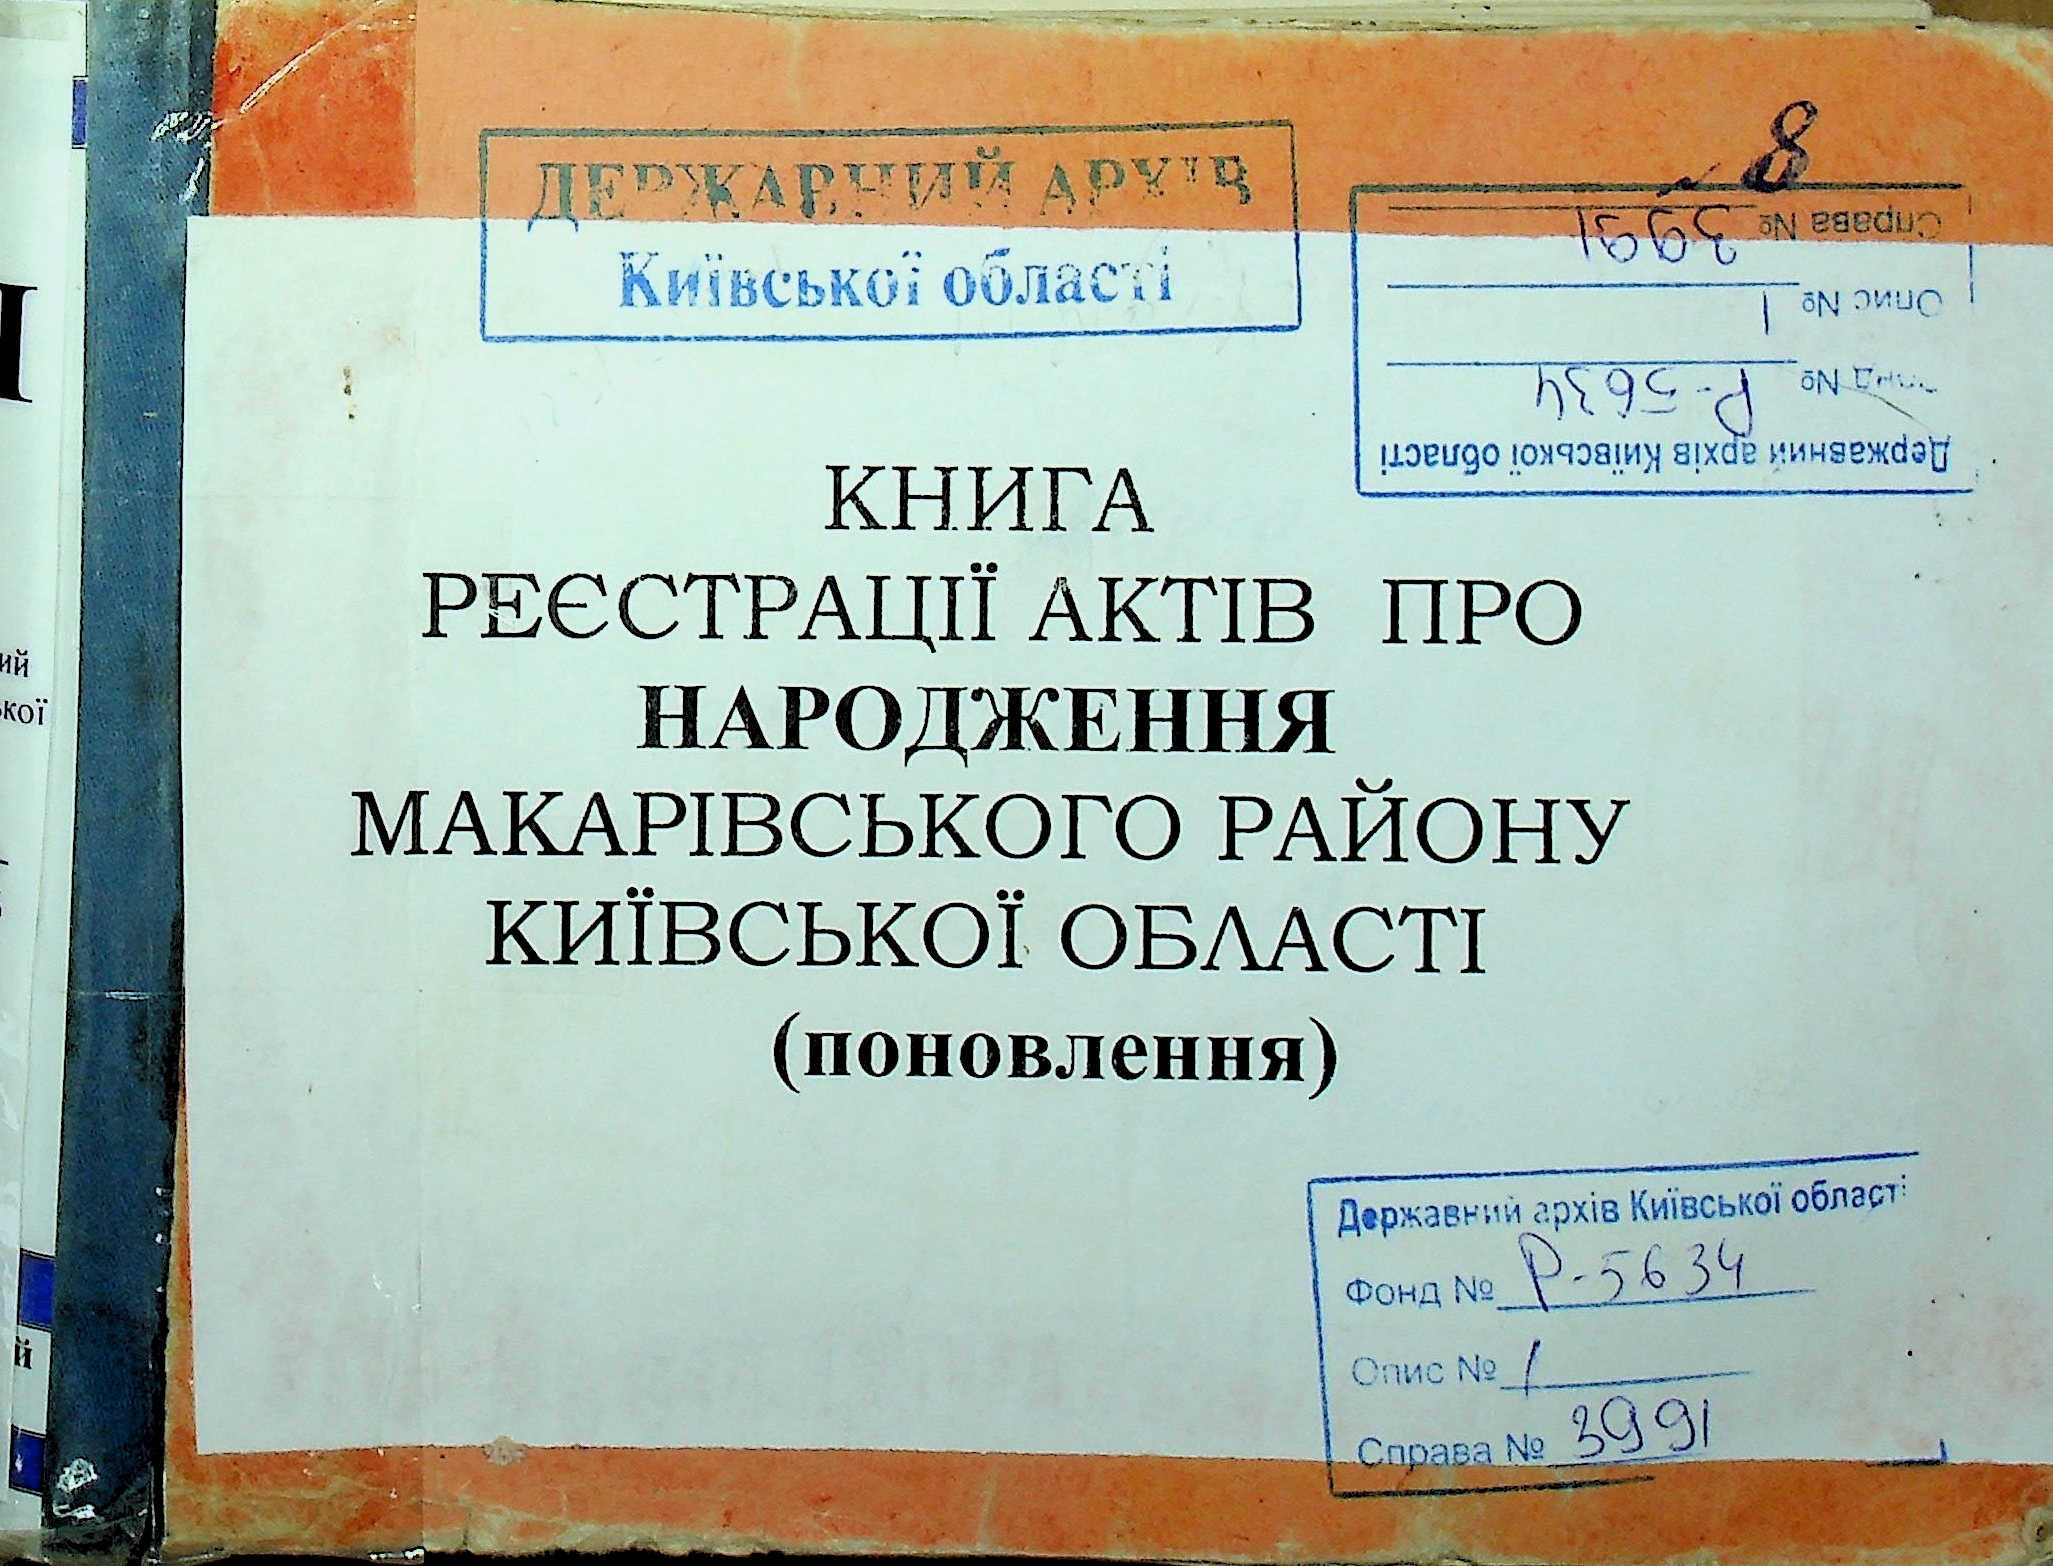 ДЕРЖАВНИЙ АРХІВ
Київської області
8
Державний архів Київської області
Фонд № Р-5634
Опис № 1
Справа № 3991
КНИГА
РЕЄСТРАЦІЇ АКТІВ ПРО
НАРОДЖЕННЯ
МАКАРІВСЬКОГО РАЙОНУ
КИЇВСЬКОЇ ОБЛАСТІ
(поновлення)
Державний архів Київської області
Фонд № Р-5634
Опис № 1
Справа № 3991